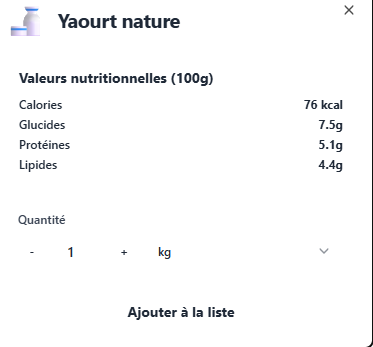 Yaourt nature
Valeurs nutritionnelles (100g)
Calories 76 kcal
Glucides 7.5g
Protéines 5.1g
Lipides 4.4g
Quantité
- 1 + kg
Ajouter à la liste